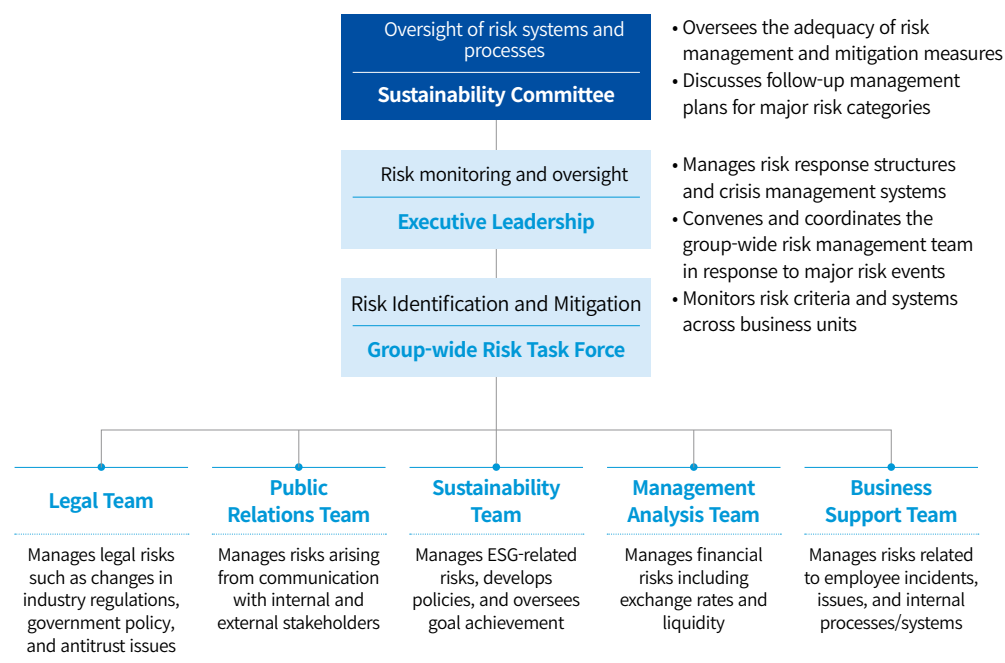 Oversight of risk systems and
processes
Sustainability Committee
• Oversees the adequacy of risk
management and mitigation measures
• Discusses follow-up management
plans for major risk categories
Risk monitoring and oversight
Executive Leadership
• Manages risk response structures
and crisis management systems
• Convenes and coordinates the
group-wide risk management team
in response to major risk events
• Monitors risk criteria and systems
across business units
Risk Identification and Mitigation
Group-wide Risk Task Force
Legal Team
Manages legal risks
such as changes in
industry regulations,
government policy,
and antitrust issues
Public
Relations Team
Manages risks arising
from communication
with internal and
external stakeholders
Sustainability
Team
Manages ESG-related
risks, develops
policies, and oversees
goal achievement
Management
Analysis Team
Manages financial
risks including
exchange rates and
liquidity
Business
Support Team
Manages risks related
to employee incidents,
issues, and internal
processes/systems